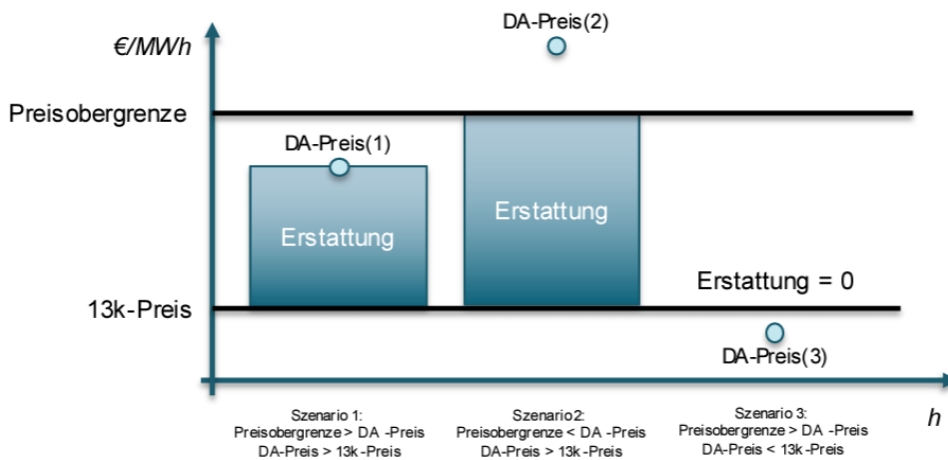 DA-Preis(2)
€/MWh
Preisobergrenze
DA-Preis(1)
Erstattung
Erstattung
Erstattung = 0
13k-Preis
DA-Preis(3)
h
Szenario 1:
Preisobergrenze > DA -Preis
DA-Preis > 13k-Preis
Szenario 2:
Preisobergrenze < DA -Preis
DA-Preis > 13k-Preis
Szenario 3:
Preisobergrenze > DA -Preis
DA-Preis < 13k-Preis